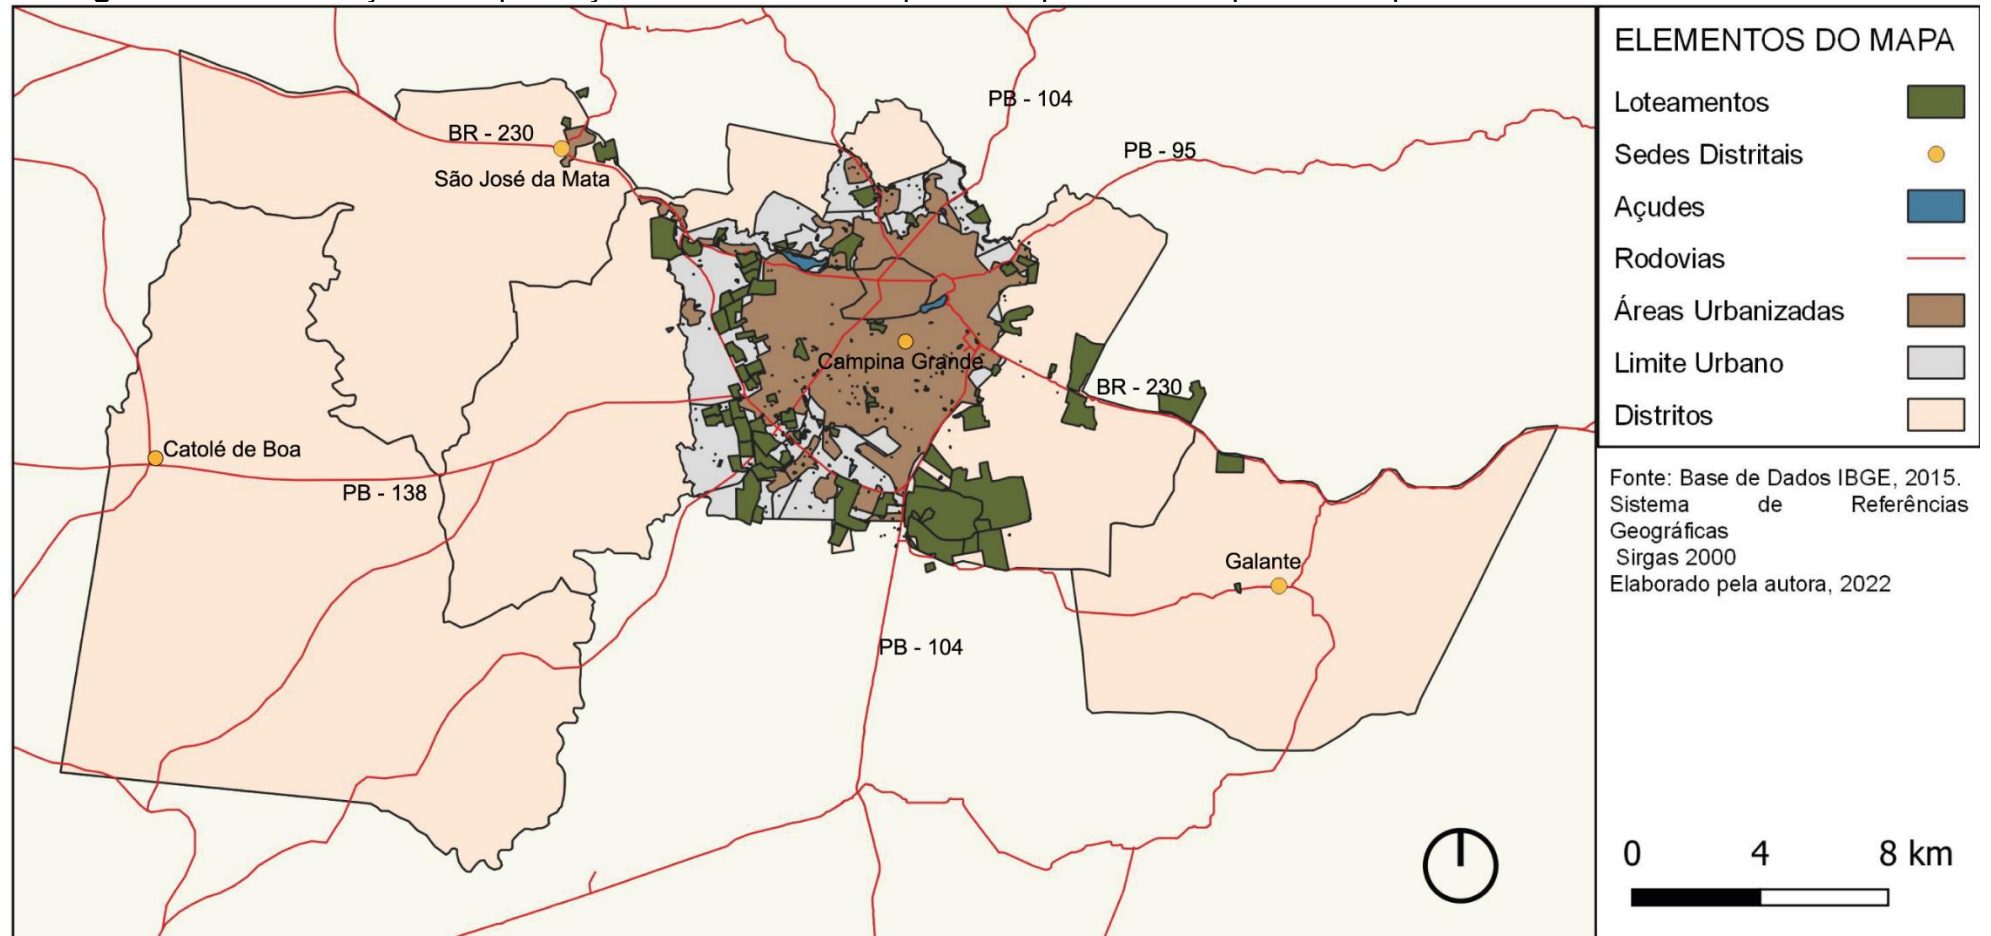 PB - 104
BR - 230
PB - 95
São José da Mata
Campina Grande
BR - 230
Catolé de Boa
PB - 138
Galante
PB - 104
ELEMENTOS DO MAPA
Loteamentos
Sedes Distritais
Açudes
Rodovias
Áreas Urbanizadas
Limite Urbano
Distritos
Fonte: Base de Dados IBGE, 2015.
Sistema de Referências
Geográficas
Sirgas 2000
Elaborado pela autora, 2022
0 4 8 km